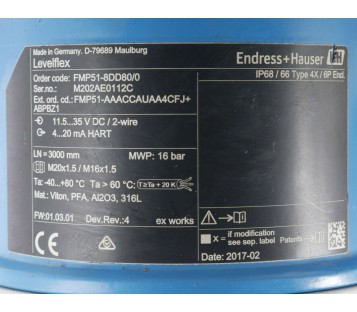 Made in Germany, D-79689 Maulburg
Levelflex
Endress+Hauser EH
Order code: FMP51-8DD80/0
IP68 / 66 Type 4X / 6P Encl.
Ser.no.: M202AE0112C
Ext. ord. cd.: FMP51-AAACCAUAA4CFJ+
ABPBZ1
11.5...35 V DC / 2-wire
4...20 mA HART
LN = 3000 mm
MWP: 16 bar
M20x1.5 / M16x1.5
Ta: -40...+80 °C Ta > 60 °C: T≥Ta + 20 K
Mat.: Viton, PFA, Al2O3, 316L
FW:01.03.01 Dev.Rev.:4 ex works
CE
X = if modification
see sep. label Patents
Date: 2017-02